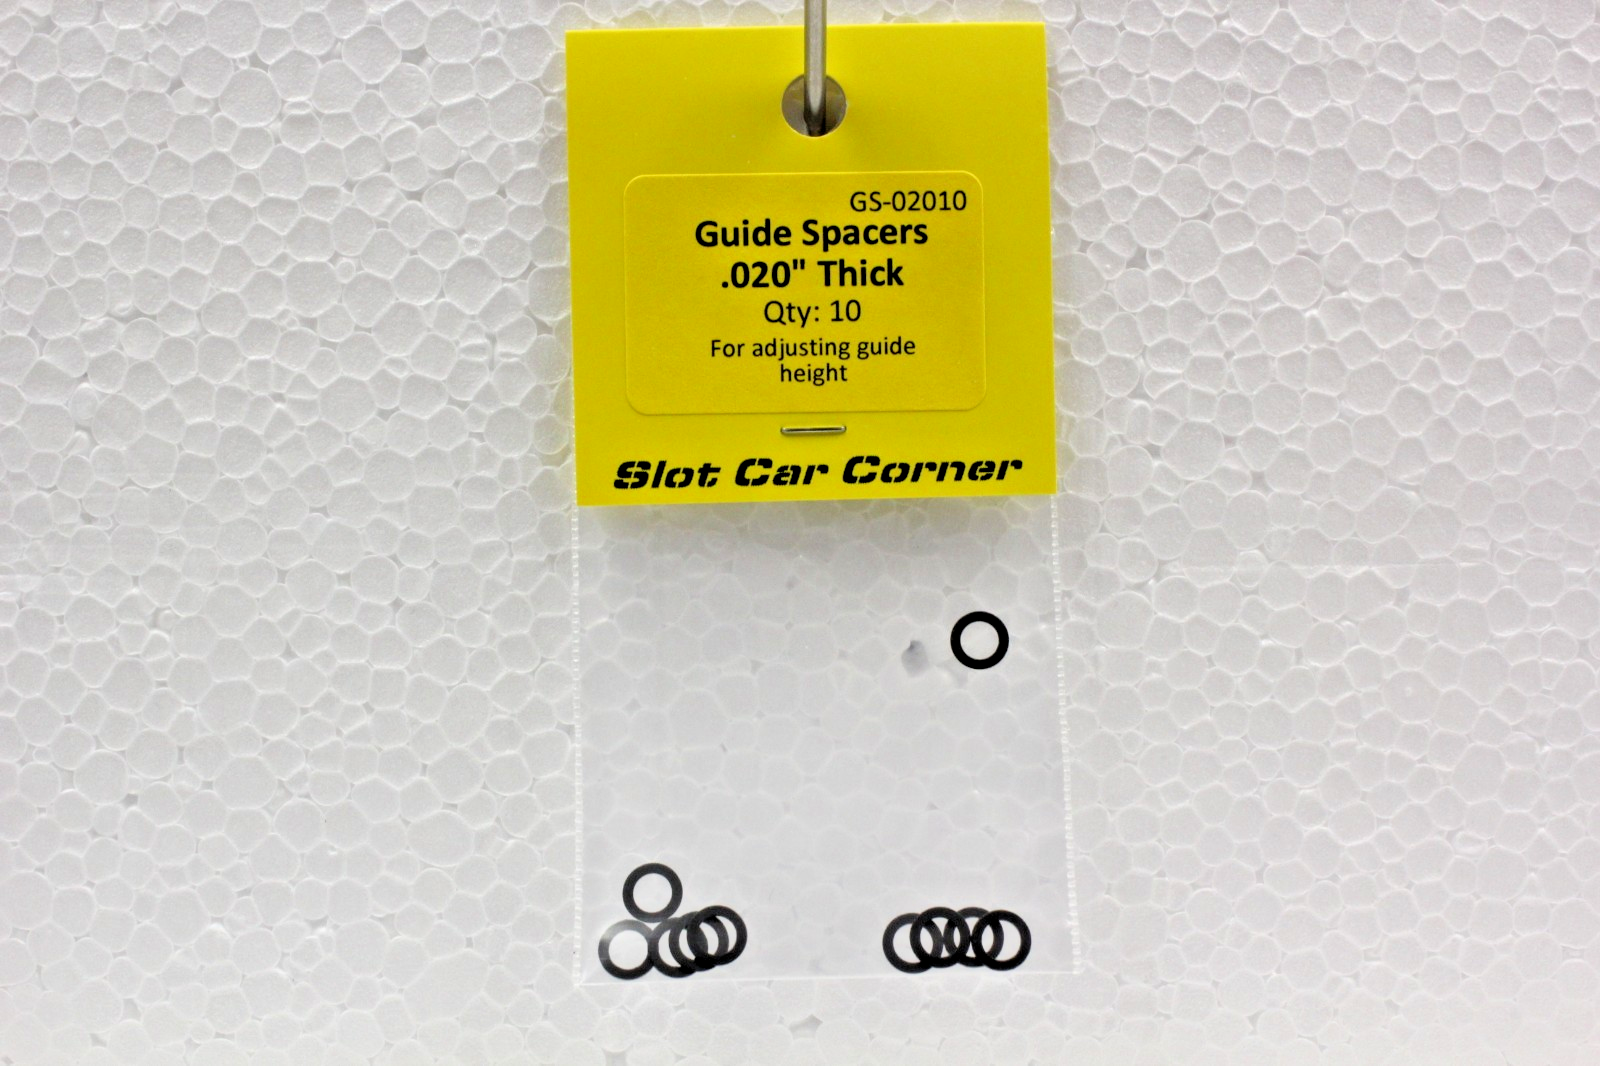 GS-02010
Guide Spacers
.020" Thick
Qty: 10
For adjusting guide
height
Slot Car Corner